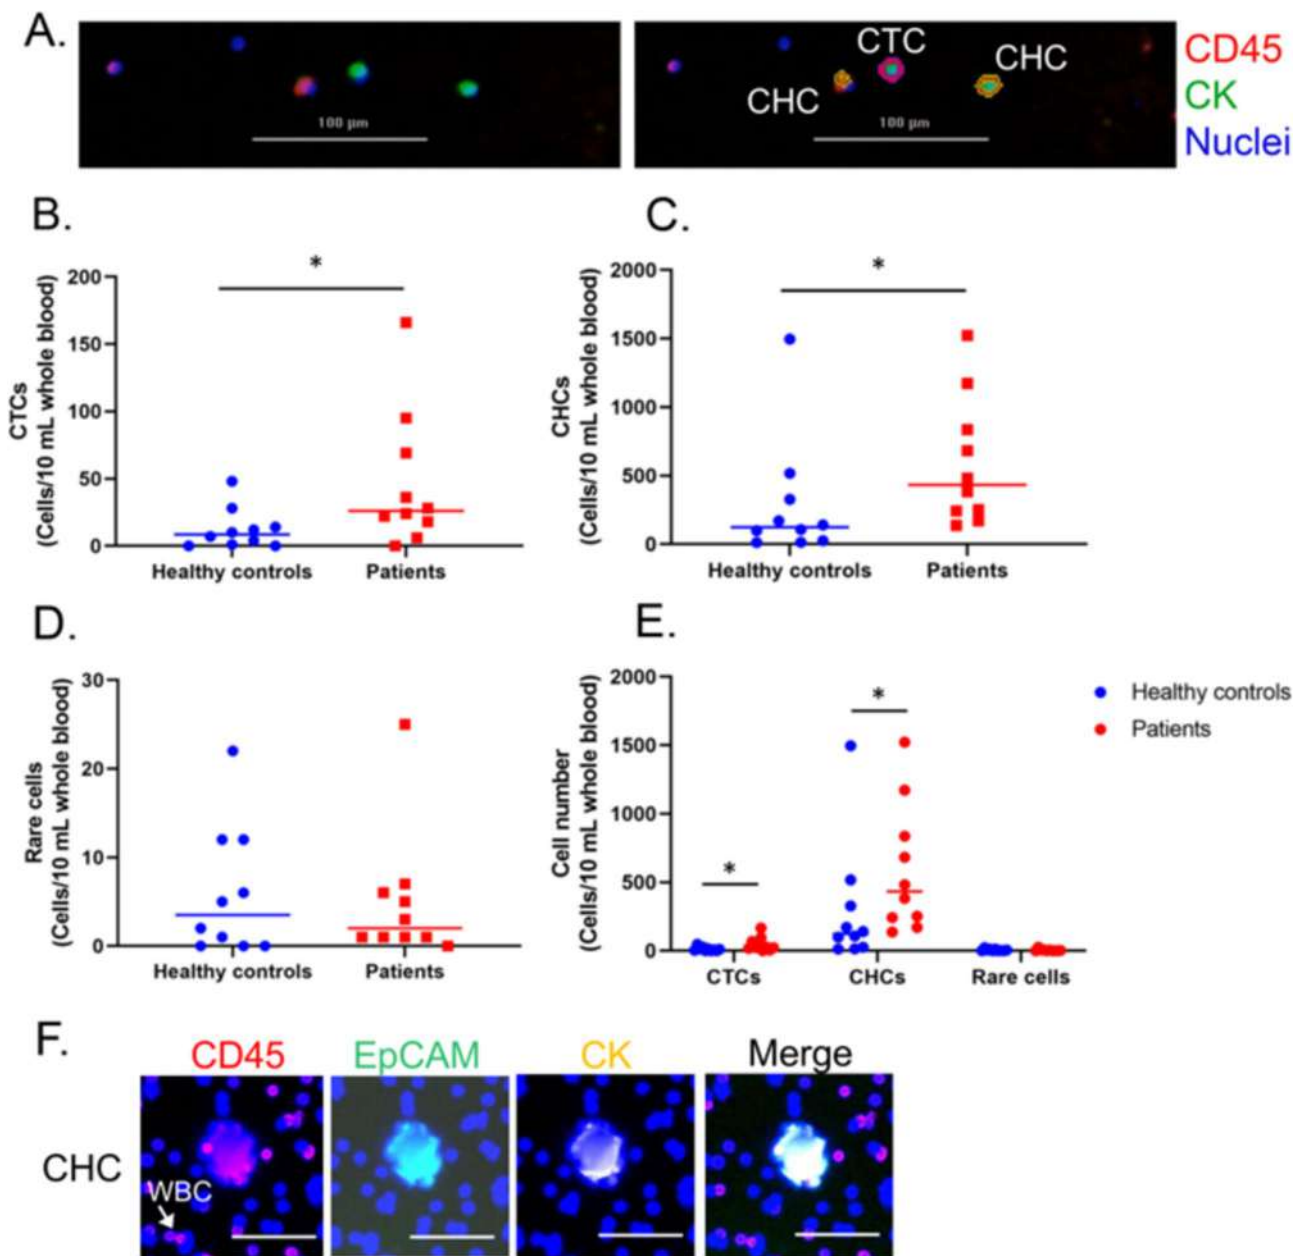 A.
100 µm
CHC
CTC
CHC
100 µm
CD45
CK
Nuclei
B.
CTCs
(Cells/10 mL whole blood)
200
150
100
50
0
*
Healthy controls
Patients
C.
CHCs
(Cells/10 mL whole blood)
2000
1500
1000
500
0
*
Healthy controls
Patients
D.
Rare cells
(Cells/10 mL whole blood)
30
20
10
0
Healthy controls
Patients
E.
Cell number
(Cells/10 mL whole blood)
2000
1500
1000
500
0
*
*
CTCs
CHCs
Rare cells
Healthy controls
Patients
F.
CD45
EpCAM
CK
Merge
CHC
WBC